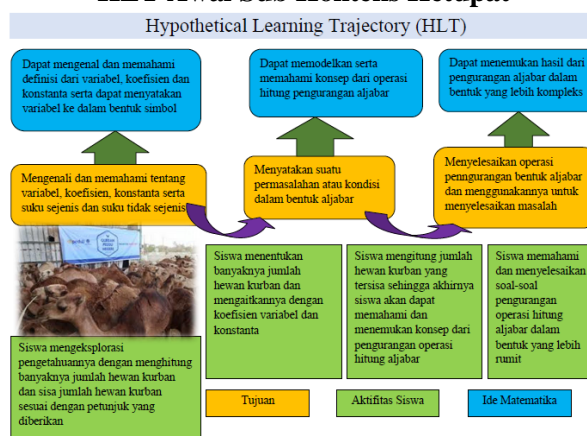 Hypothetical Learning Trajectory (HLT)
Dapat mengenal dan memahami
definisi dari variabel, koefisien dan
konstanta serta dapat menyatakan
variabel ke dalam bentuk simbol
Dapat memodelkan serta
memahami konsep dari operasi
hitung pengurangan aljabar
Dapat menemukan hasil dari
pengurangan aljabar dalam
bentuk yang lebih kompleks
Mengenali dan memahami tentang
variabel, koefisien, konstanta serta
suku sejenis dan suku tidak sejenis
Menyatakan suatu
permasalahan atau kondisi
dalam bentuk aljabar
Menyelesaikan operasi
penngurangan bentuk aljabar
dan menggunakannya untuk
menyelesaikan masalah
Siswa mengeksplorasi
pengetahuannya dengan menghitung
banyaknya jumlah hewan kurban
dan sisa jumlah hewan kurban
sesuai dengan petunjuk yang
diberikan
Siswa menentukan
banyaknya jumlah
hewan kurban dan
mengaitkannya dengan
koefisien variabel dan
konstanta
Siswa mengitung jumlah
hewan kurban yang
tersisa sehingga akhirnya
siswa akan dapat
memahami dan
menemukan konsep dari
pengurangan operasi
hitung aljabar
Siswa memahami
dan menyelesaikan
soal-soal
pengurangan
operasi hitung
aljabar dalam
bentuk yang lebih
rumit
Tujuan
Aktifitas Siswa
Ide Matematika